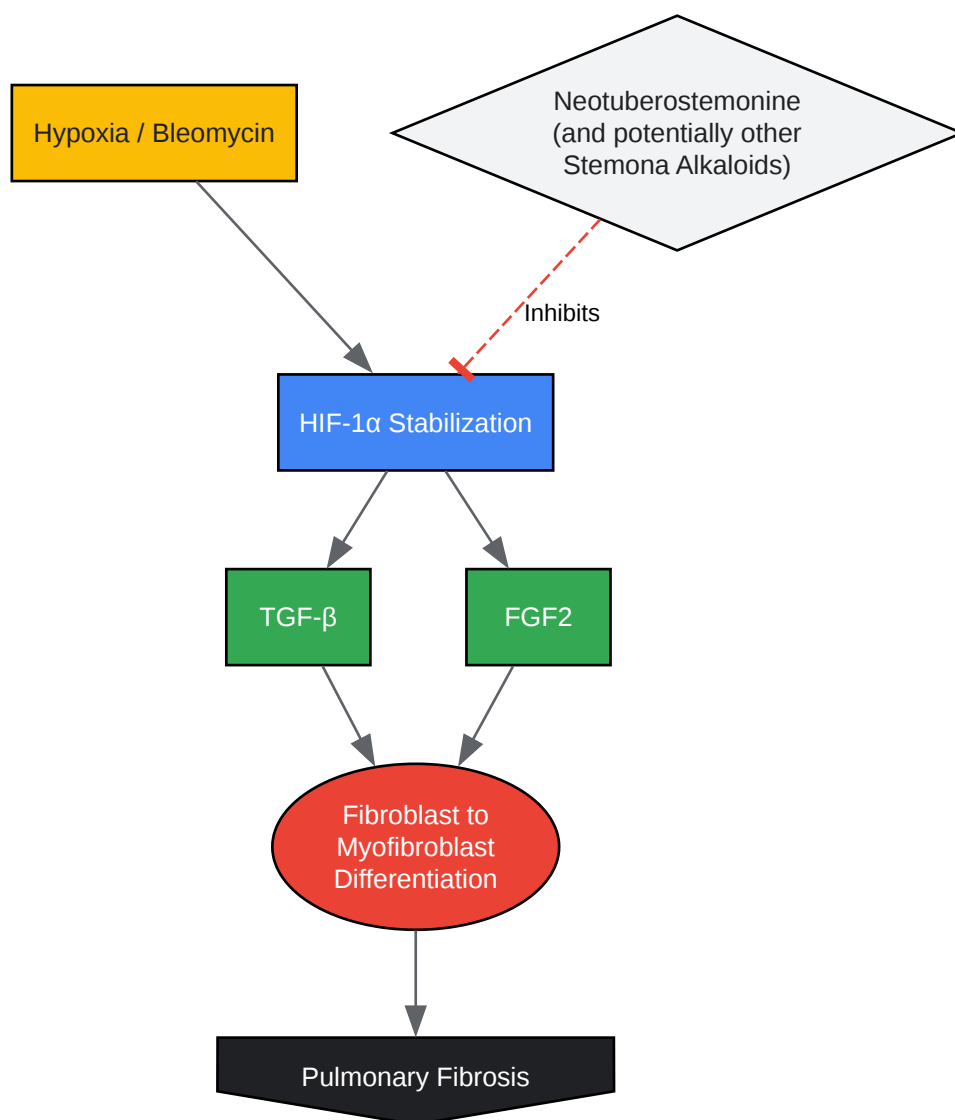 Hypoxia / Bleomycin
Neotuberostemonine
(and potentially other
Stemona Alkaloids)
Inhibits
HIF-1α Stabilization
TGF-β
FGF2
Fibroblast to
Myofibroblast
Differentiation
Pulmonary Fibrosis